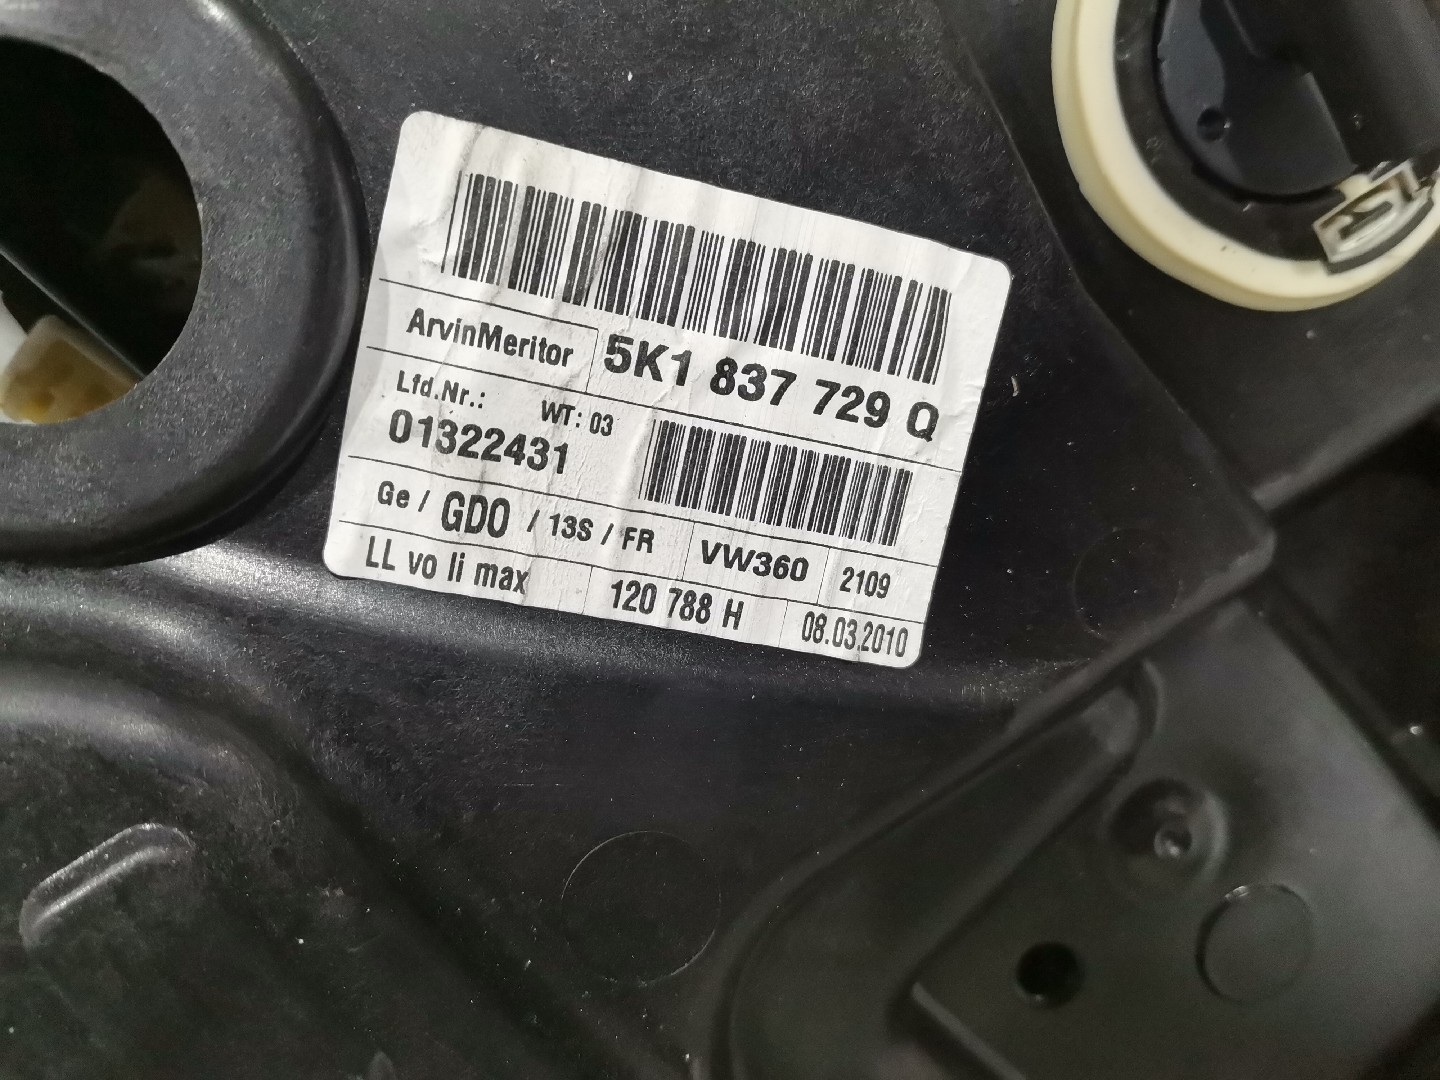 ArvinMeritor 5K1 837 729 Q
Lfd.Nr.: WT: 03
01322431
Ge / GDO / 13S / FR VW360 2109
LL vo li max 120 788 H 08.03.2010